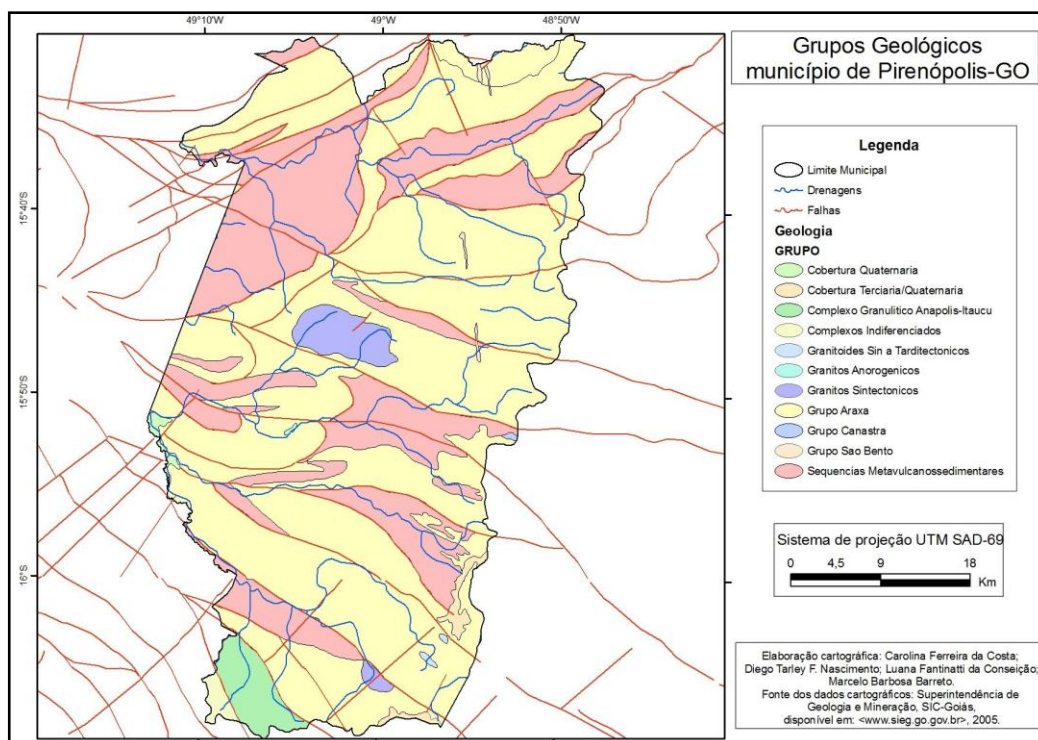 49°10'W
49°W
48°50'W
15°40'S
15°50'S
16°S
Grupos Geológicos
município de Pirenópolis-GO
Legenda
Limite Municipal
Drenagens
Falhas
Geologia
GRUPO
Cobertura Quaternaria
Cobertura Terciaria/Quaternaria
Complexo Granulitico Anapolis-Itaucu
Complexos Indiferenciados
Granitoides Sin a Tarditectonicos
Granitos Anorogenicos
Granitos Sintectonicos
Grupo Araxa
Grupo Canastra
Grupo Sao Bento
Sequencias Metavulcanossedimentares
Sistema de projeção UTM SAD-69
0 4,5 9 18
Km
Elaboração cartográfica: Carolina Ferreira da Costa;
Diego Tarley F. Nascimento; Luana Fantinatti da Conseição;
Marcelo Barbosa Barreto.
Fonte dos dados cartográficos: Superintendência de
Geologia e Mineração, SIC-Goiás,
disponível em: <www.sieg.go.gov.br>, 2005.